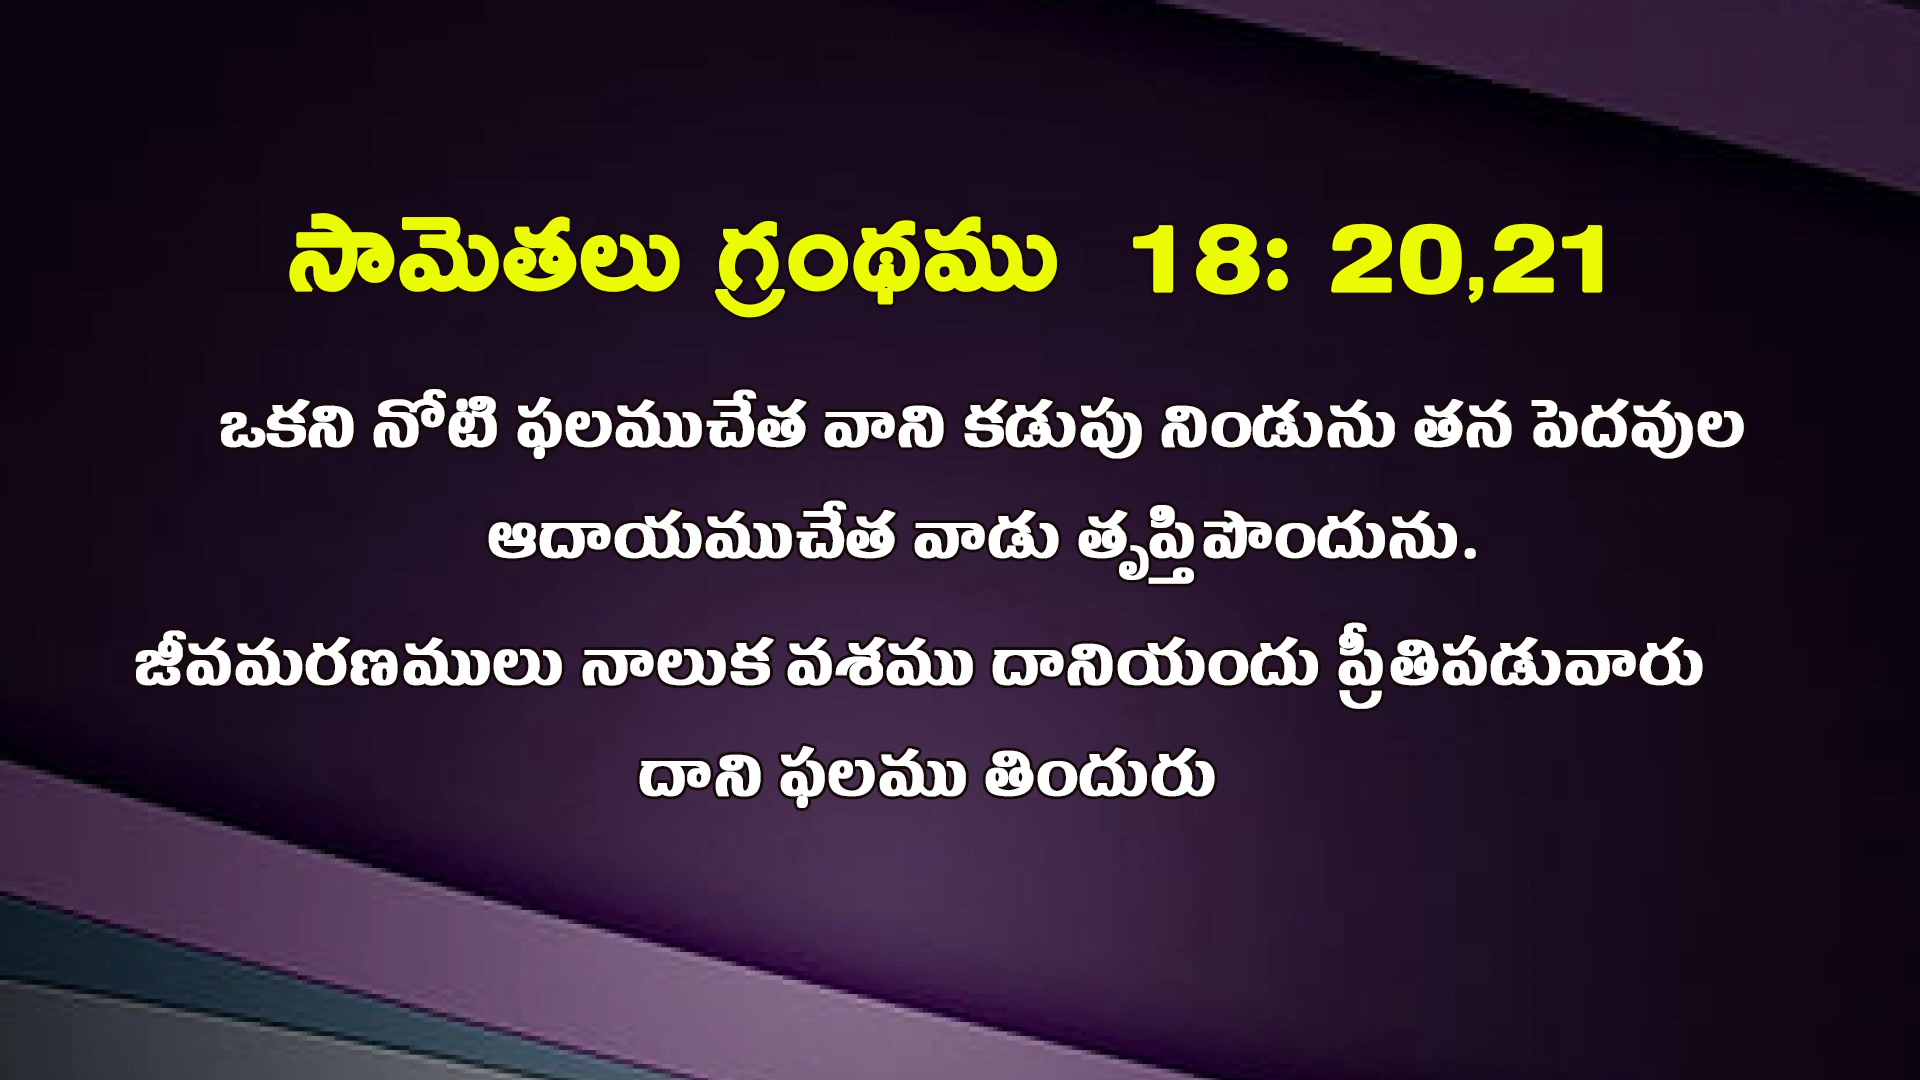 సామెతలు గ్రంథము 18: 20,21
ఒకని నోటి ఫలముచేత వాని కడుపు నిండును తన పెదవుల
ఆదాయముచేత వాడు తృప్తిపొందును.
జీవమరణములు నాలుక వశము దానియందు ప్రీతిపడువారు
దాని ఫలము తిందురు